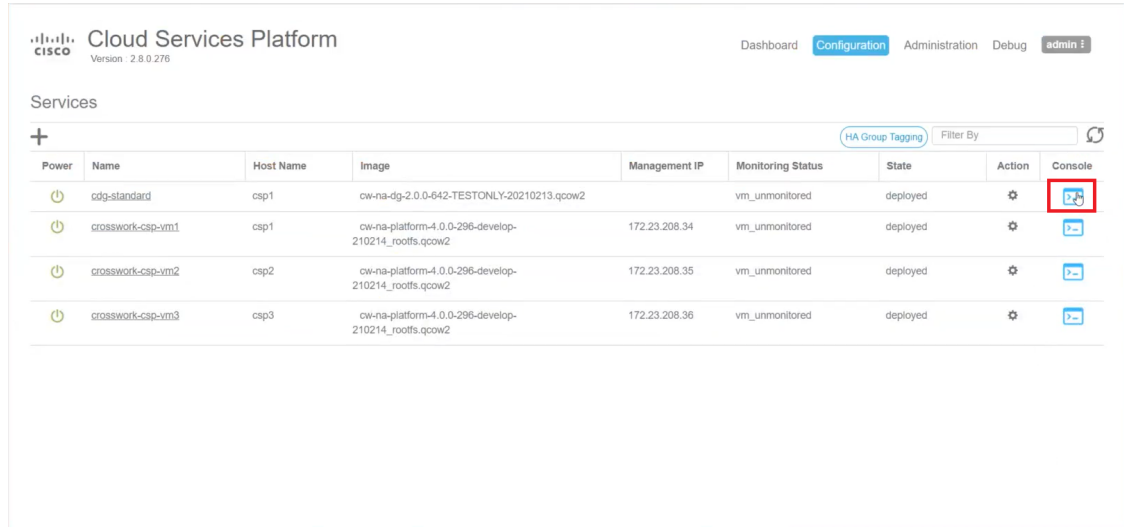 CISCO
Cloud Services Platform
Version 2.8.0.276
Dashboard Configuration Administration Debug admin
Services
HA Group Tagging Filter By
Power Name Host Name Image Management IP Monitoring Status State Action Console
cdg-standard csp1 cw-na-dg-2.0.0-642-TESTONLY-20210213.qcow2 vm_unmonitored deployed
crosswork-csp-vm1 csp1 cw-na-platform-4.0.0-296-develop- 172.23.208.34 vm_unmonitored deployed
210214_rootfs.qcow2
crosswork-csp-vm2 csp2 cw-na-platform-4.0.0-296-develop- 172.23.208.35 vm_unmonitored deployed
210214_rootfs.qcow2
crosswork-csp-vm3 csp3 cw-na-platform-4.0.0-296-develop- 172.23.208.36 vm_unmonitored deployed
210214_rootfs.qcow2